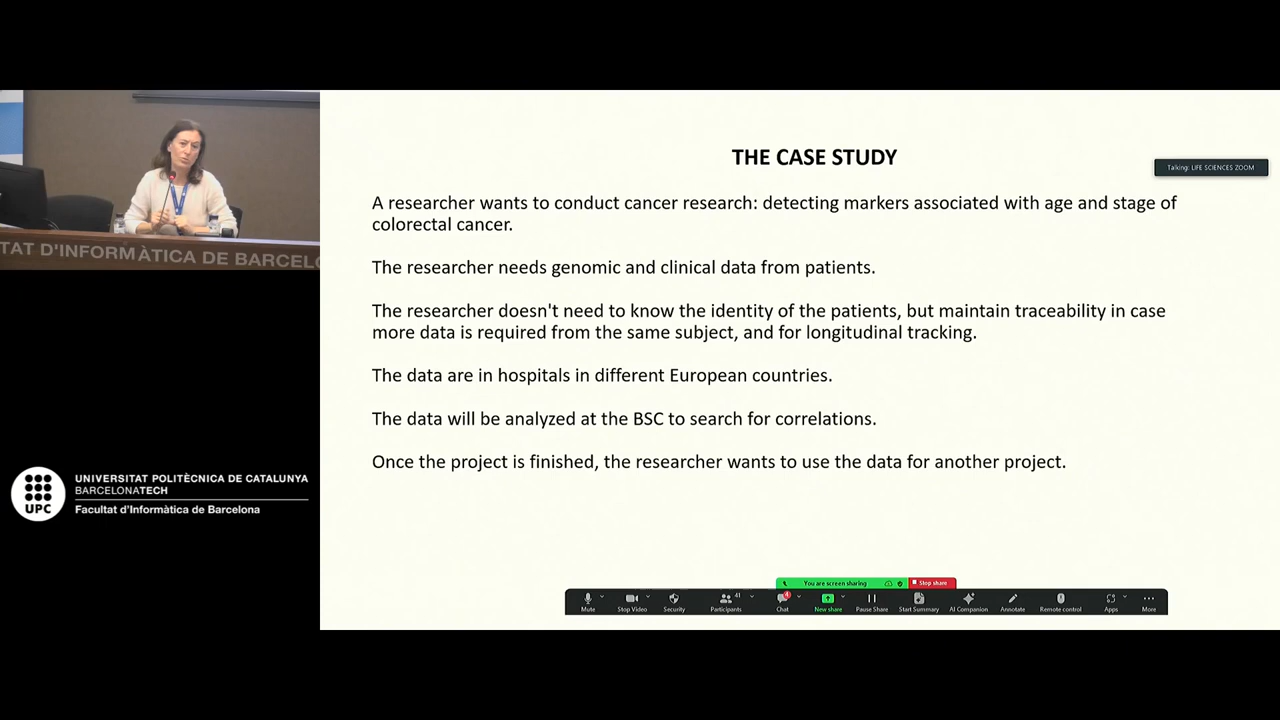 THE CASE STUDY
Talking: LIFE SCIENCES ZOOM
A researcher wants to conduct cancer research: detecting markers associated with age and stage of
colorectal cancer.
The researcher needs genomic and clinical data from patients.
The researcher doesn't need to know the identity of the patients, but maintain traceability in case
more data is required from the same subject, and for longitudinal tracking.
The data are in hospitals in different European countries.
The data will be analyzed at the BSC to search for correlations.
Once the project is finished, the researcher wants to use the data for another project.
TAT D'INFORMÀTICA DE BARCEL
UPC
UNIVERSITAT POLITÈCNICA DE CATALUNYA
BARCELONATECH
Facultat d'Informàtica de Barcelona
You are screen sharing
Stop share
Mute
Stop Video
Security
Participants
41
Chat
4
New share
Pause Share
Start Summary
AI Companion
Annotate
Remote control
Apps
More